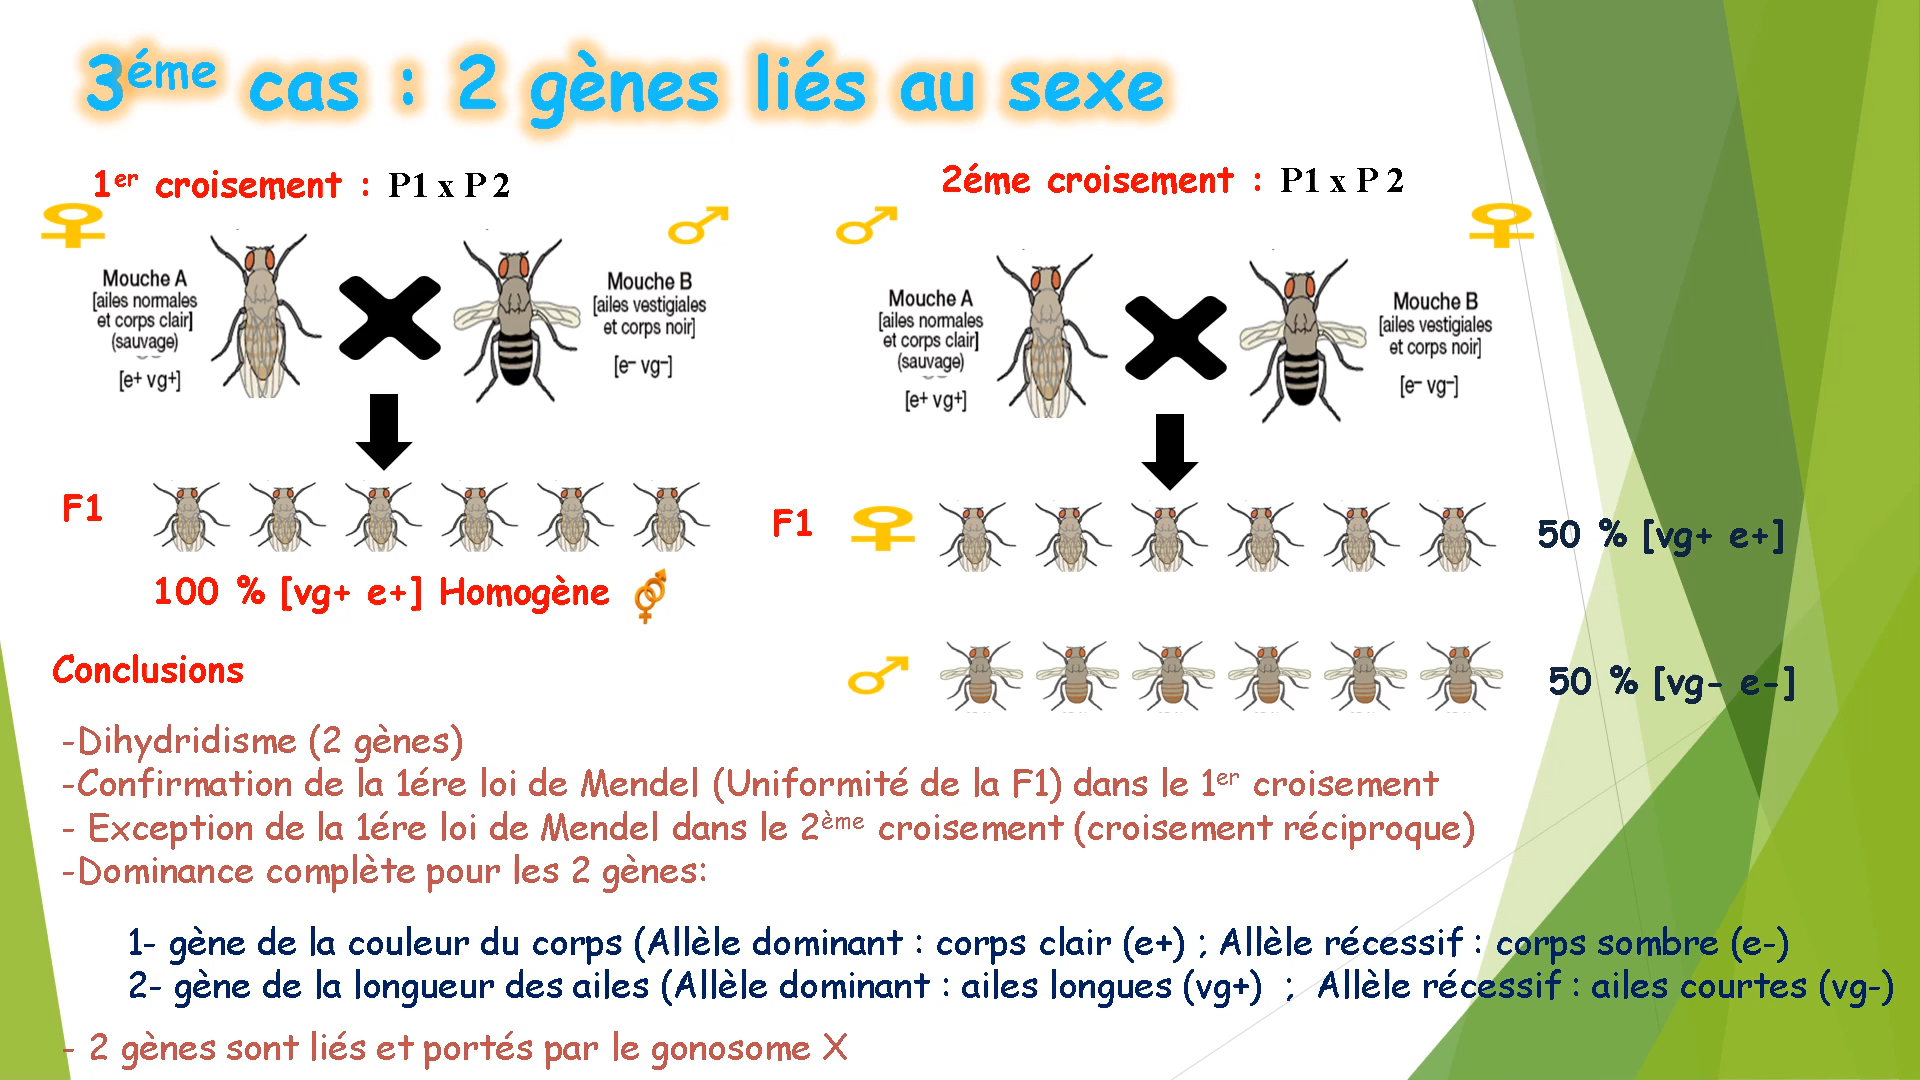 3éme cas : 2 gènes liés au sexe
1er croisement : P1 x P 2
Mouche A
[ailes normales
et corps clair]
(sauvage)
[e+ vg+]
Mouche B
[ailes vestigiales
et corps noir]
[e– vg–]
F1
100 % [vg+ e+] Homogène
2éme croisement : P1 x P 2
Mouche A
[ailes normales
et corps clair]
(sauvage)
[e+ vg+]
Mouche B
[ailes vestigiales
et corps noir]
[e– vg–]
F1
50 % [vg+ e+]
50 % [vg- e-]
Conclusions
-Dihydridisme (2 gènes)
-Confirmation de la 1ére loi de Mendel (Uniformité de la F1) dans le 1er croisement
- Exception de la 1ére loi de Mendel dans le 2ème croisement (croisement réciproque)
-Dominance complète pour les 2 gènes:
1- gène de la couleur du corps (Allèle dominant : corps clair (e+) ; Allèle récessif : corps sombre (e-)
2- gène de la longueur des ailes (Allèle dominant : ailes longues (vg+) ; Allèle récessif : ailes courtes (vg-)
- 2 gènes sont liés et portés par le gonosome X